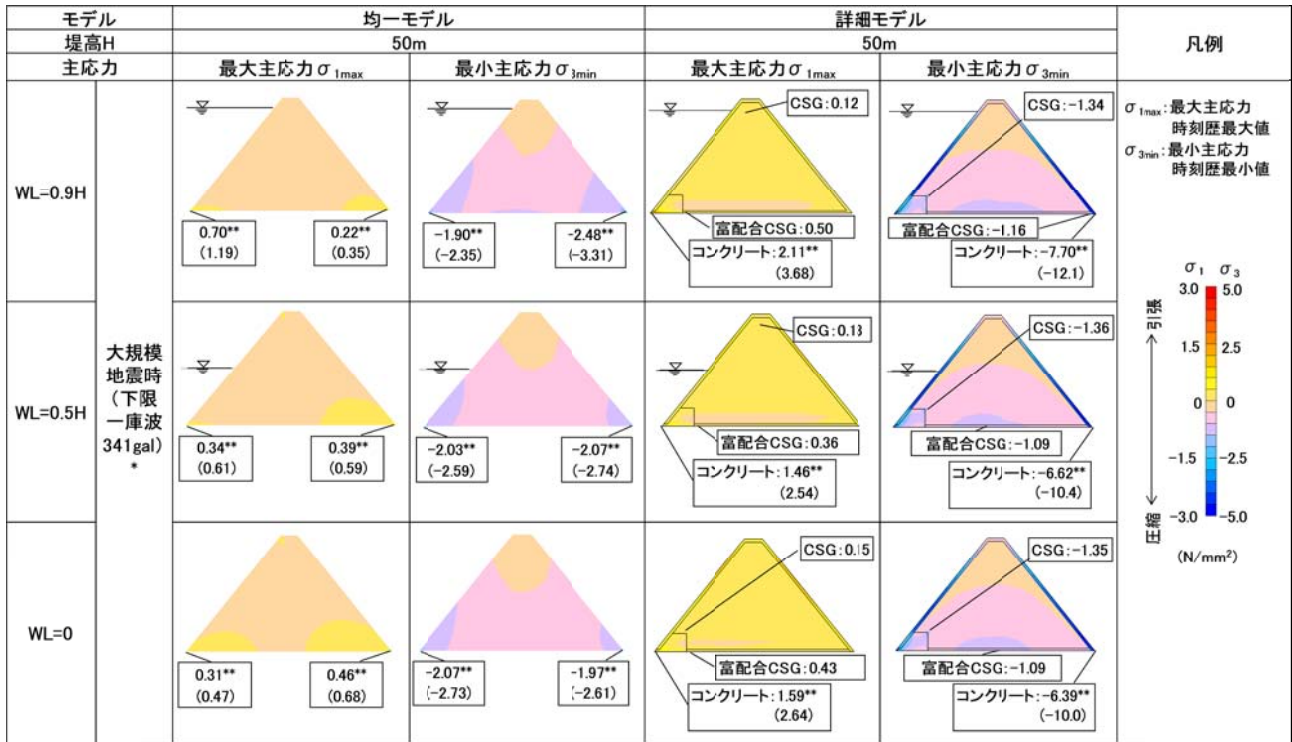 モデル 均一モデル 詳細モデル 凡例
堤高H 50m 50m
主応力 最大主応力σ1max 最小主応力σ3min 最大主応力σ1max 最小主応力σ3min
大規模
地震時
(下限
一庫波
341gal)
*
WL=0.9H
0.70**
(1.19)
0.22**
(0.35)
-1.90**
(-2.35)
-2.48**
(-3.31)
CSG:0.12
富配合CSG:0.50
コンクリート:2.11**
(3.68)
CSG:-1.34
富配合CSG:-1.16
コンクリート:-7.70**
(-12.1)
WL=0.5H
0.34**
(0.61)
0.39**
(0.59)
-2.03**
(-2.59)
-2.07**
(-2.74)
CSG:0.13
富配合CSG:0.36
コンクリート:1.46**
(2.54)
CSG:-1.36
富配合CSG:-1.09
コンクリート:-6.62**
(-10.4)
WL=0
0.31**
(0.47)
0.46**
(0.68)
-2.07**
(-2.73)
-1.97**
(-2.61)
CSG:0.15
富配合CSG:0.43
コンクリート:1.59**
(2.64)
CSG:-1.35
富配合CSG:-1.09
コンクリート:-6.39**
(-10.0)
σ1max:最大主応力
時刻歴最大値
σ3min:最小主応力
時刻歴最小値
σ1 σ3
3.0 5.0
引張
1.5 2.5
0 0
-1.5 -2.5
圧縮
-3.0 -5.0
(N/mm2)